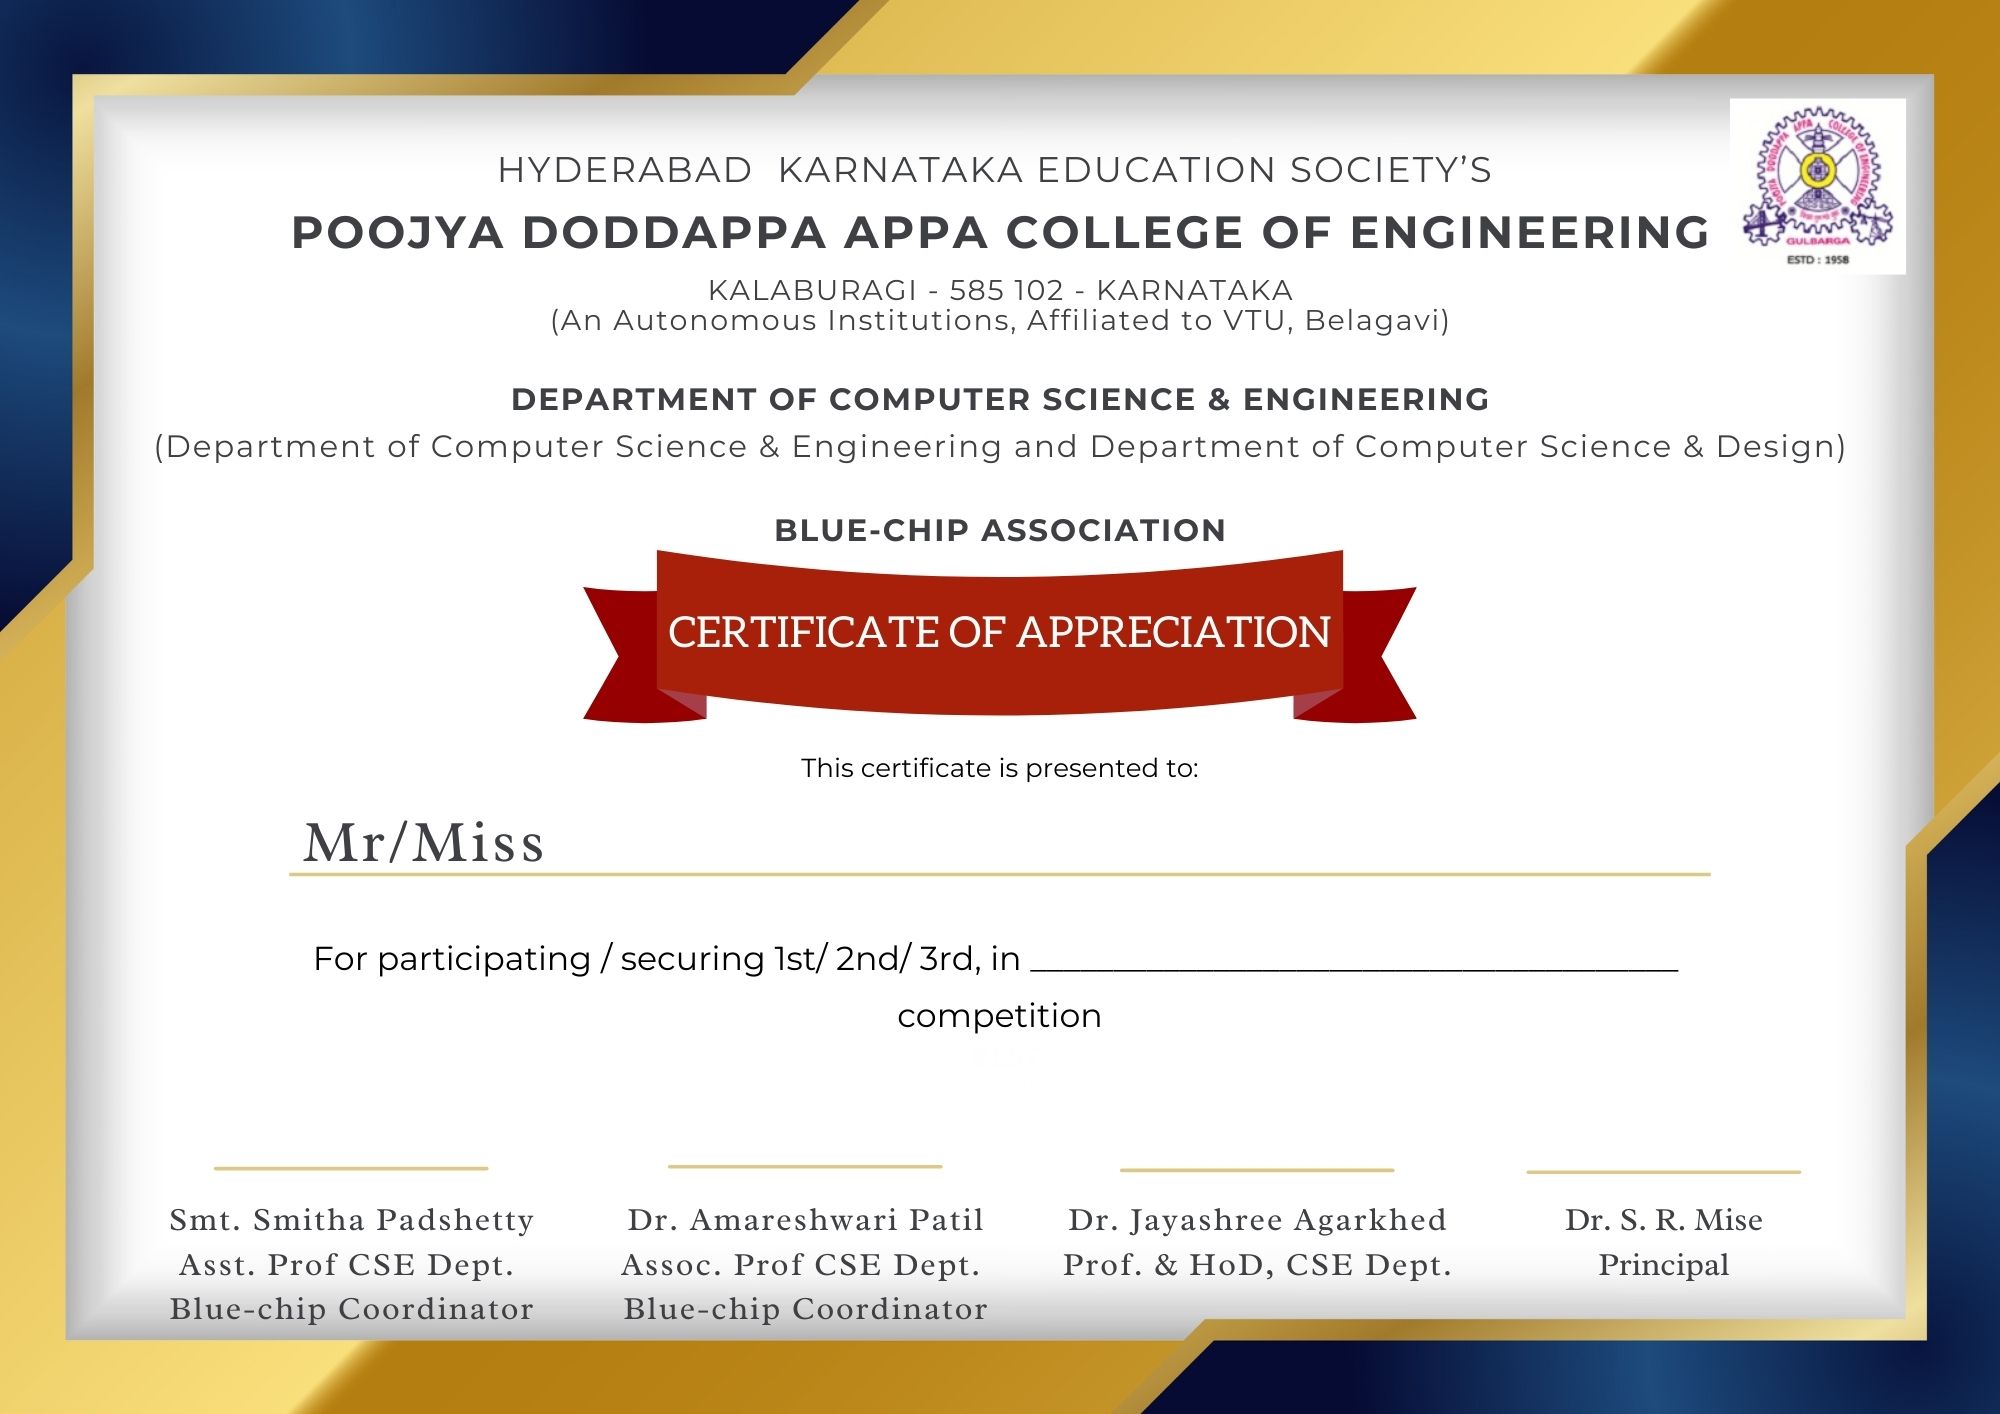 HYDERABAD KARNATAKA EDUCATION SOCIETY'S
POOJYA DODDAPPA APPA COLLEGE OF ENGINEERING
POOJYA DODDAPPA APPA COLLEGE OF ENGINEERING
GULBARGA
ESTD : 1958
KALABURAGI - 585 102 - KARNATAKA
(An Autonomous Institutions, Affiliated to VTU, Belagavi)
DEPARTMENT OF COMPUTER SCIENCE & ENGINEERING
(Department of Computer Science & Engineering and Department of Computer Science & Design)
BLUE-CHIP ASSOCIATION
CERTIFICATE OF APPRECIATION
This certificate is presented to:
Mr/Miss
For participating / securing 1st/ 2nd/ 3rd, in _______________________________________
competition
Smt. Smitha Padshetty
Asst. Prof CSE Dept.
Blue-chip Coordinator
Dr. Amareshwari Patil
Assoc. Prof CSE Dept.
Blue-chip Coordinator
Dr. Jayashree Agarkhed
Prof. & HoD, CSE Dept.
Dr. S. R. Mise
Principal